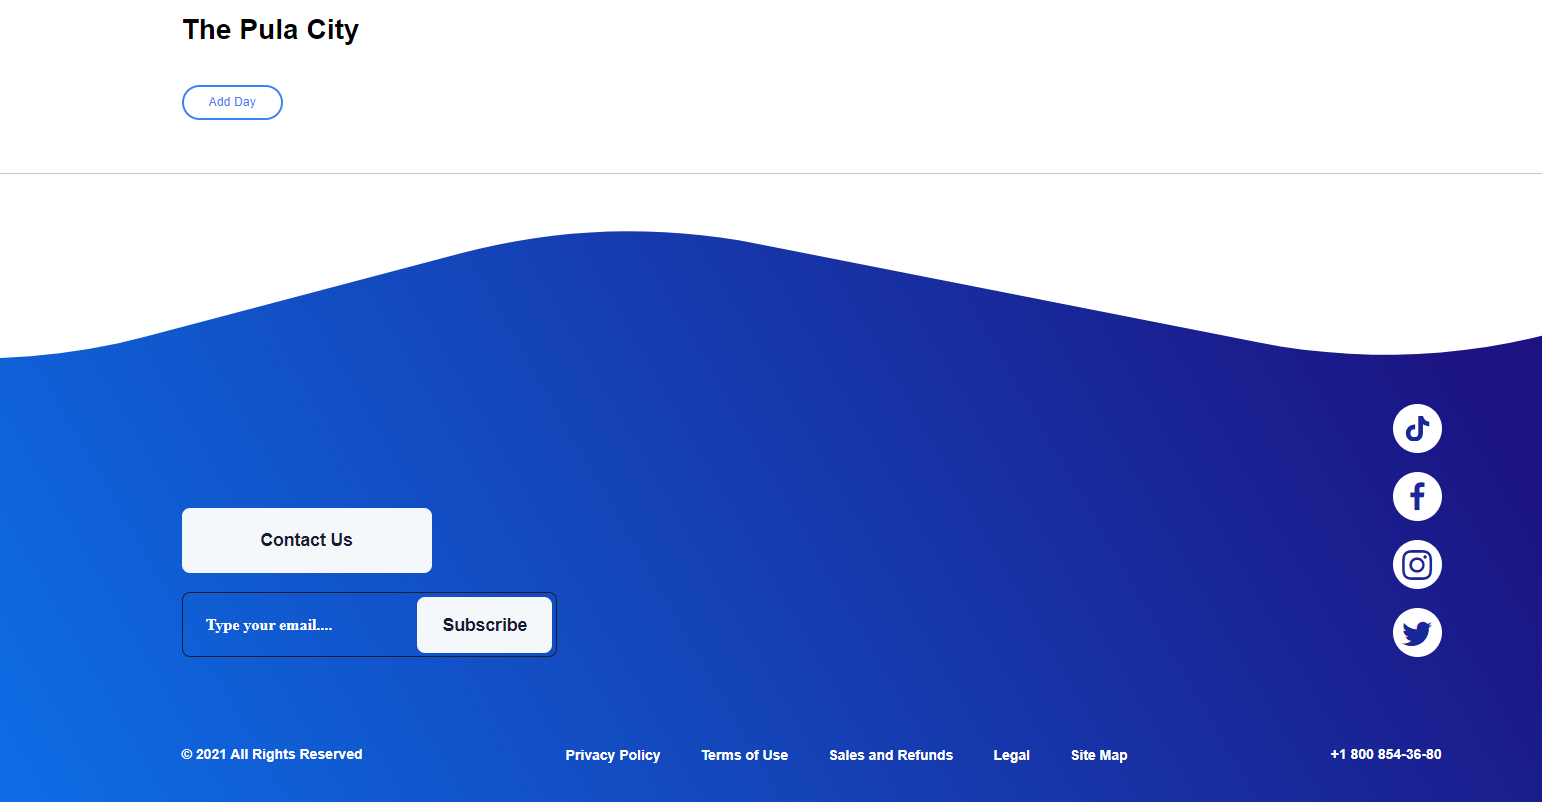 The Pula City
Add Day
Contact Us
Type your email....
Subscribe
© 2021 All Rights Reserved
Privacy Policy
Terms of Use
Sales and Refunds
Legal
Site Map
+1 800 854-36-80